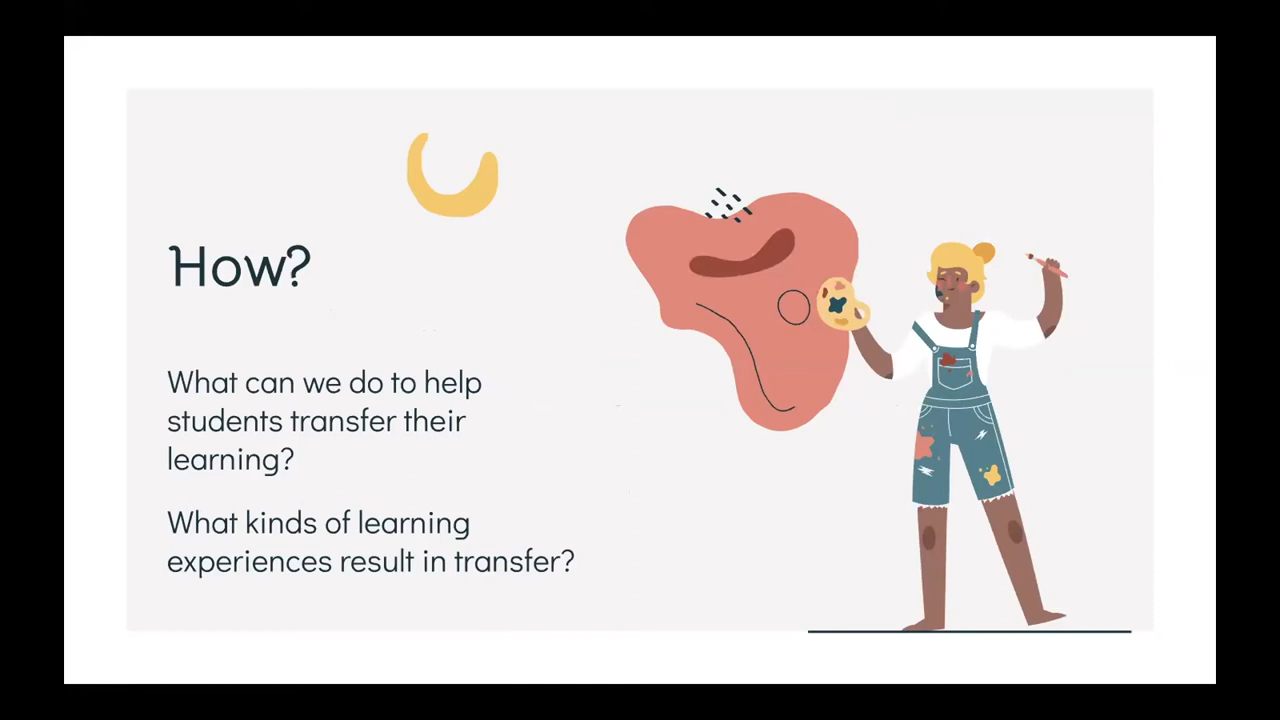 How?
What can we do to help
students transfer their
learning?
What kinds of learning
experiences result in transfer?